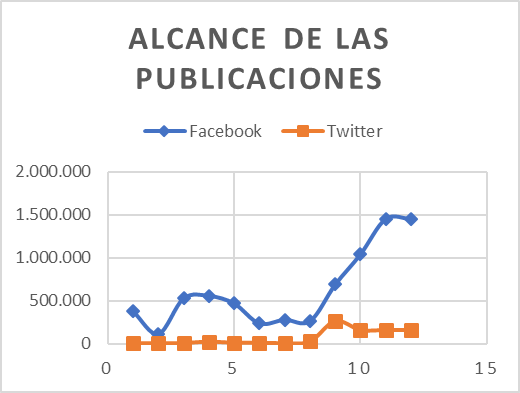 ALCANCE DE LAS
PUBLICACIONES
Facebook Twitter
2.000.000
1.500.000
1.000.000
500.000
0
0 5 10 15